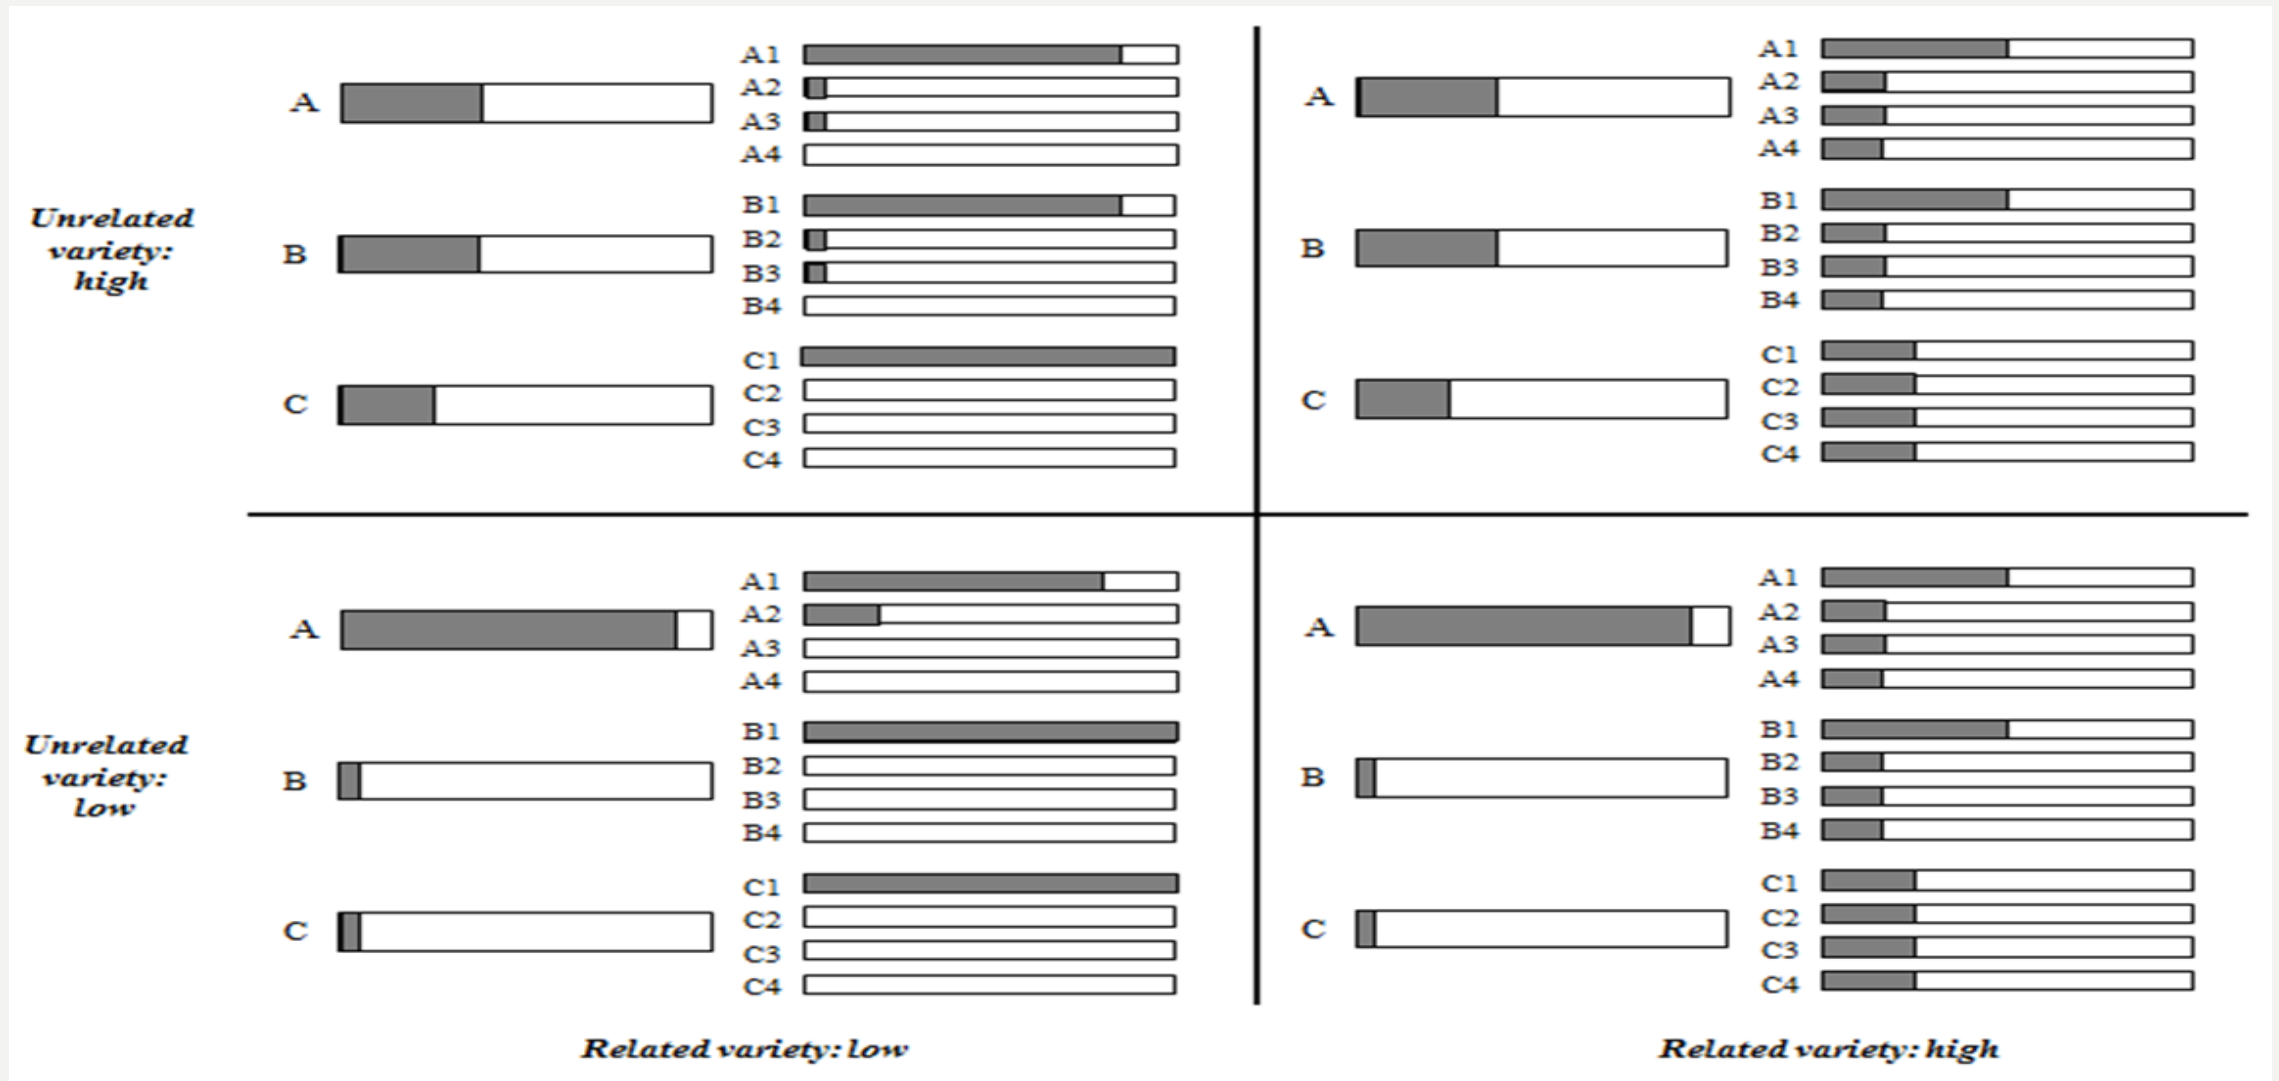 A
A1
A2
A3
A4
Unrelated
variety:
high
B
B1
B2
B3
B4
C
C1
C2
C3
C4
A
A1
A2
A3
A4
B
B1
B2
B3
B4
C
C1
C2
C3
C4
Unrelated
variety:
low
A
A1
A2
A3
A4
B
B1
B2
B3
B4
C
C1
C2
C3
C4
A
A1
A2
A3
A4
B
B1
B2
B3
B4
C
C1
C2
C3
C4
Related variety: low
Related variety: high